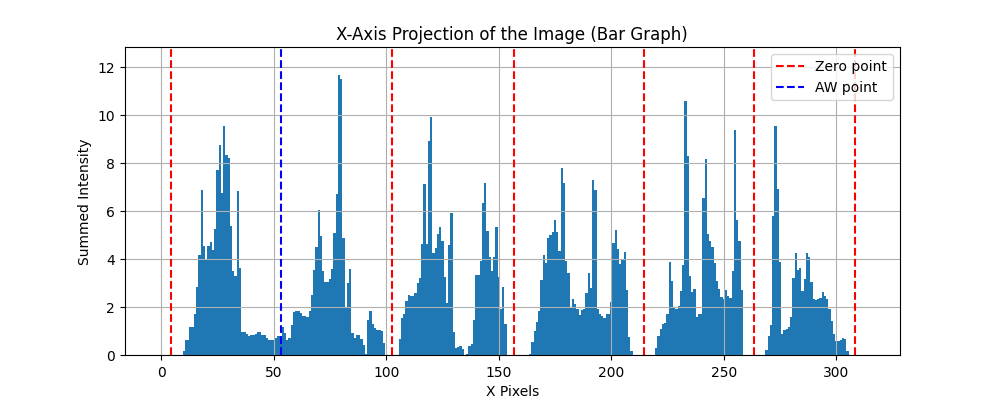 X-Axis Projection of the Image (Bar Graph)
Zero point
AW point
Summed Intensity
12
10
8
6
4
2
0
0 50 100 150 200 250 300
X Pixels